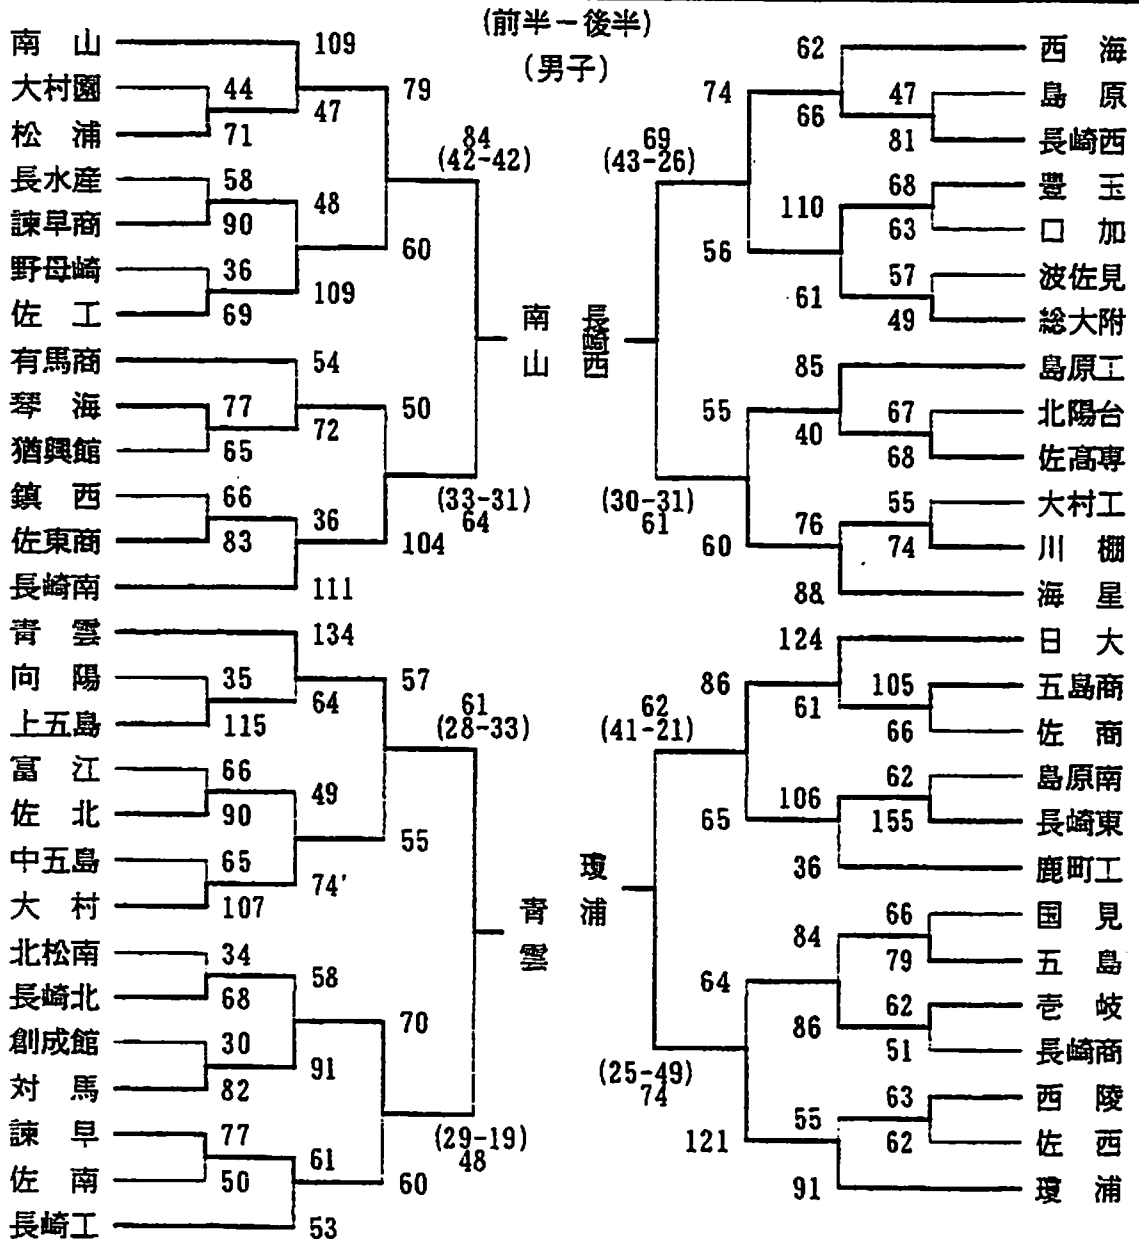 (前半－後半)
(男子)
南山
109
大村園
44
79
松浦
71
47
84
(42-42)
長水産
58
諫早商
90
48
60
野母崎
36
109
佐工
69
南山
有馬商
54
琴海
77
50
猶興館
65
72
(33-31)
64
鎮西
66
36
104
佐東商
83
長崎南
111
青雲
134
向陽
35
57
上五島
115
64
61
(28-33)
富江
66
佐北
90
49
55
中五島
65
74
大村
107
青雲
北松南
34
長崎北
68
58
70
創成館
30
91
対馬
82
(29-19)
48
諫早
77
61
60
佐南
50
長崎工
53
62
西海
74
47
島原
66
81
長崎西
69
(43-26)
68
豊玉
110
63
口加
56
57
波佐見
61
49
総大附
長崎西
85
島原工
55
67
北陽台
40
68
佐高専
(30-31)
61
55
大村工
76
74
川棚
60
88
海星
124
日大
86
105
五島商
61
66
佐商
62
(41-21)
62
島原南
106
155
長崎東
65
36
鹿町工
瓊浦
66
国見
84
79
五島
64
62
壱岐
86
51
長崎商
(25-49)
74
63
西陵
55
62
佐西
121
91
瓊浦